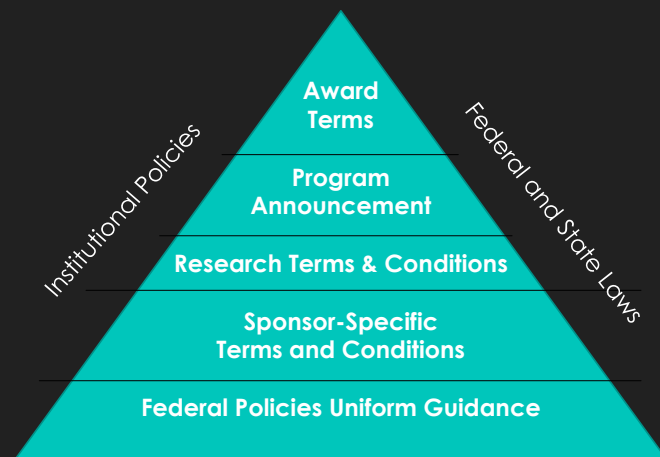 Award
Terms
Institutional Policies
Federal and State Laws
Program
Announcement
Research Terms & Conditions
Sponsor-Specific
Terms and Conditions
Federal Policies Uniform Guidance